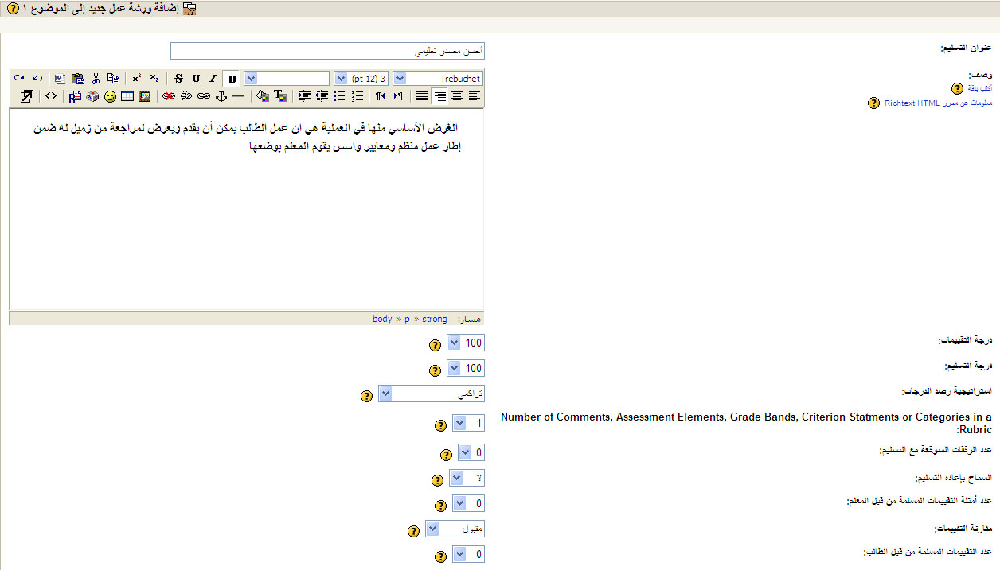 إضافة ورشة عمل جديد إلى الموضوع ١
عنوان التسليم:
أحسن مصدر تعليمي
وصف:
أكتب بدقة
معلومات عن محرر Richtext HTML
Trebuchet
3 (12 pt)
B I U S
الغرض الأساسي منها في العملية هي ان عمل الطالب يمكن أن يقدم ويعرض لمراجعة من زميل له ضمن
إطار عمل منظم ومعايير واسس يقوم المعلم بوضعها
مسار: body » p » strong
درجة التقييمات: 100
درجة التسليم: 100
استراتيجية رصد الدرجات: تراكمي
Number of Comments, Assessment Elements, Grade Bands, Criterion Statments or Categories in a
Rubric: 1
عدد الرفقات المتوقعة مع التسليم: 0
السماح بإعادة التسليم: لا
عدد أمثلة التقييمات المسلمة من قبل المعلم: 0
مقارنة التقييمات: مقبول
عدد التقييمات المسلمة من قبل الطالب: 0